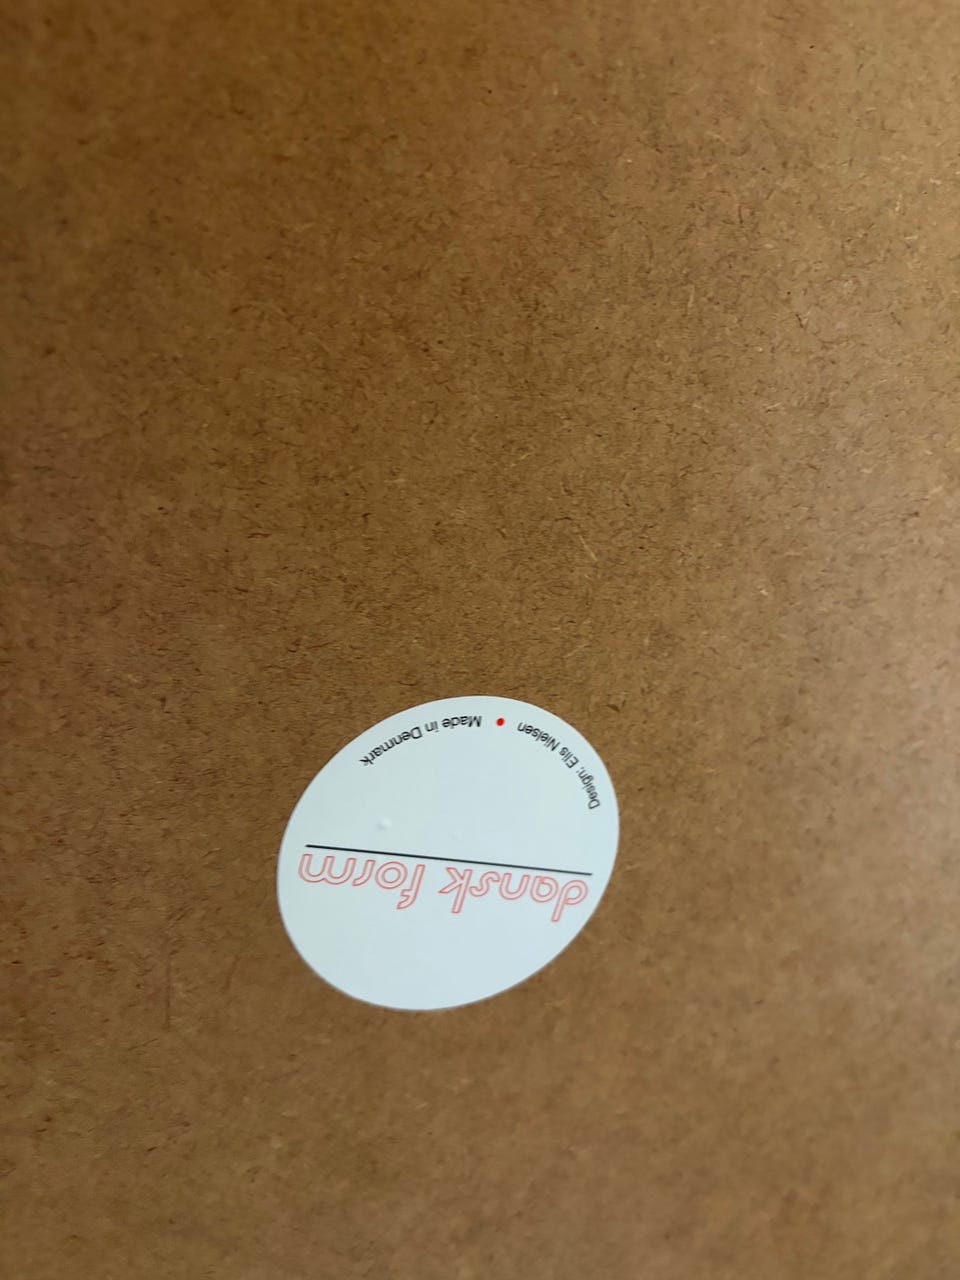 dansk form
Design: Elis Nielsen • Made in Denmark